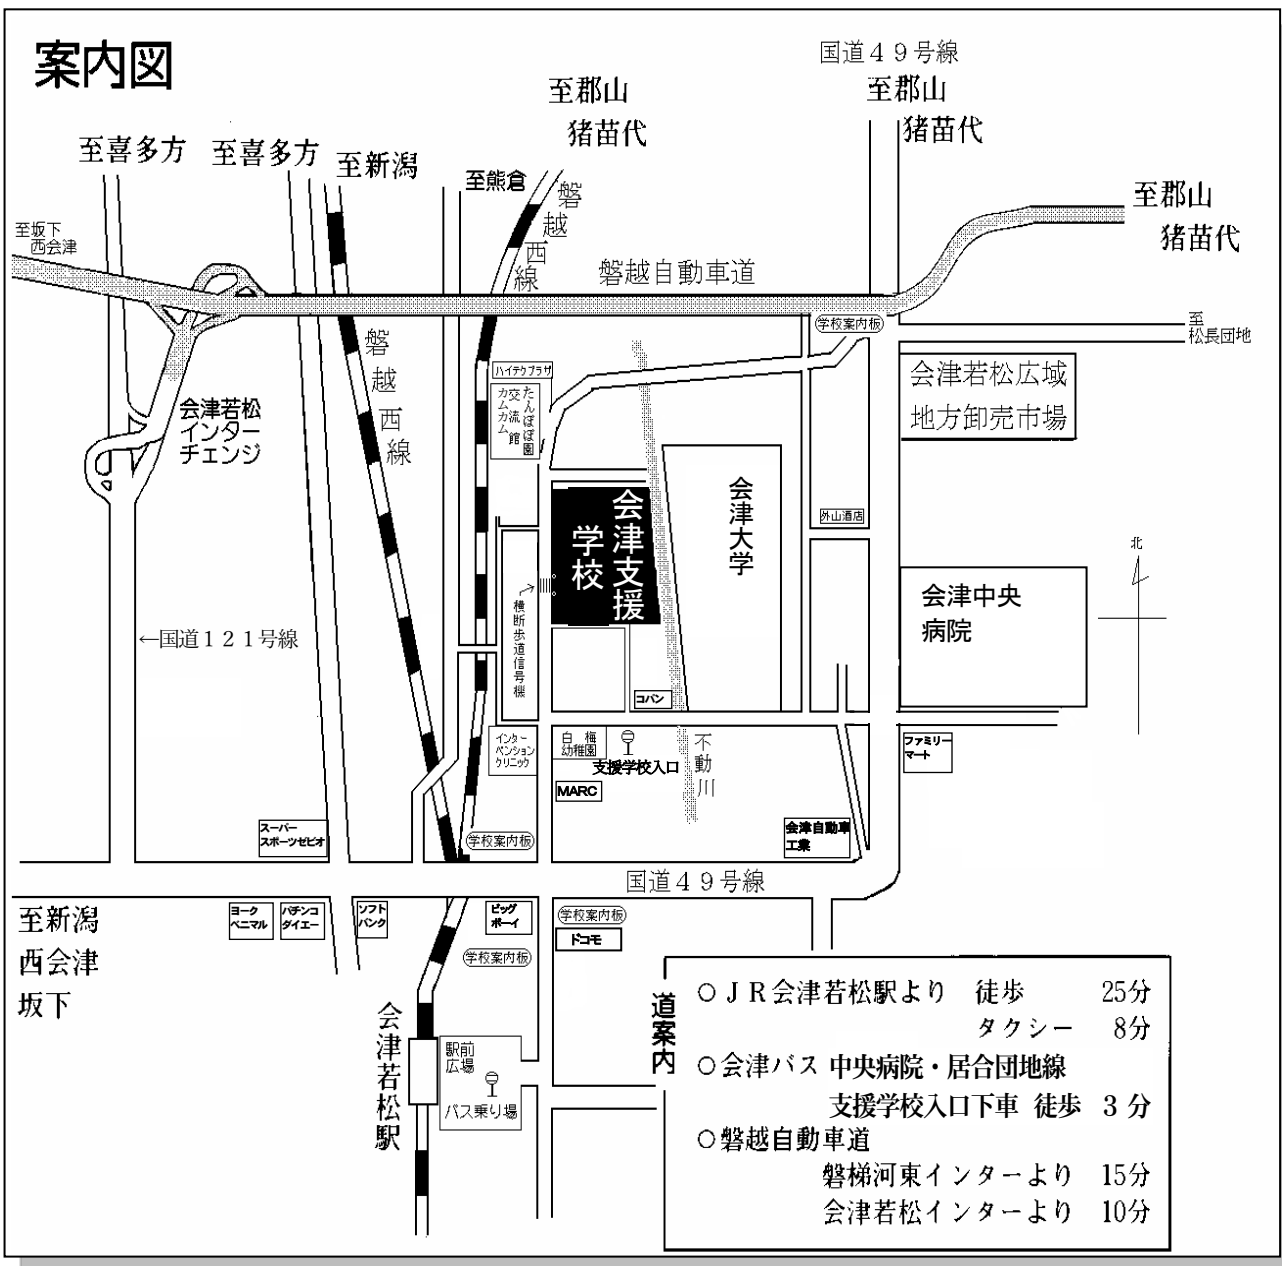 案内図
国道４９号線
至郡山
猪苗代
至郡山
猪苗代
至喜多方
至喜多方
至新潟
至熊倉
至郡山
猪苗代
磐越西線
至坂下
西会津
磐越自動車道
学校案内板
至
松長団地
磐越西線
ハイテクプラザ
たんぽぽ園
交流館
カムカム
会津若松広域
地方卸売市場
会津若松
インター
チェンジ
会津大学
会津支援
学校
外山酒店
北
会津中央
病院
横断歩道信号機
←国道１２１号線
コパン
インター
ベンション
クリニック
白梅
幼稚園
支援学校入口
不動川
ファミリー
マート
MARC
スーパー
スポーツゼビオ
学校案内板
会津自動車
工業
国道４９号線
至新潟
西会津
坂下
ヨーク
ベニマル
パチンコ
ダイエー
ソフト
バンク
ビッグ
ボーイ
学校案内板
ドコモ
学校案内板
会津若松駅
駅前
広場
バス乗り場
道案内
○ＪＲ会津若松駅より 徒歩 25分
タクシー 8分
○会津バス 中央病院・居合団地線
支援学校入口下車 徒歩 3分
○磐越自動車道
磐梯河東インターより 15分
会津若松インターより 10分